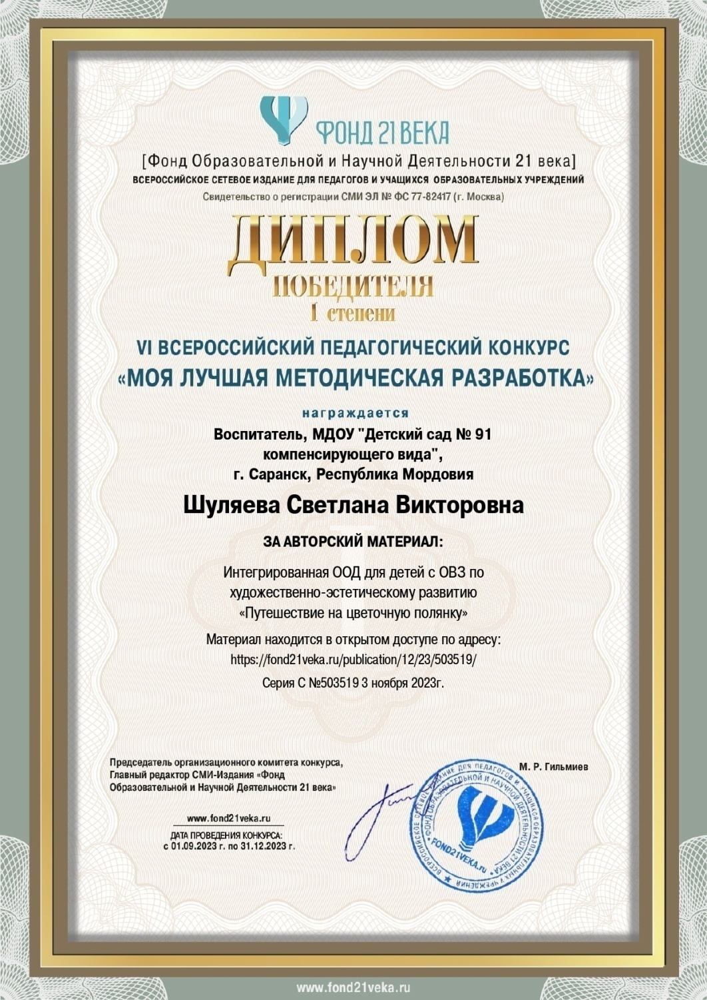 ФОНД 21 ВЕКА
[Фонд Образовательной и Научной Деятельности 21 века]
ВСЕРОССИЙСКОЕ СЕТЕВОЕ ИЗДАНИЕ ДЛЯ ПЕДАГОГОВ И УЧАЩИХСЯ ОБРАЗОВАТЕЛЬНЫХ УЧРЕЖДЕНИЙ
Свидетельство о регистрации СМИ ЭЛ № ФС 77-82417 (г. Москва)
ДИПЛОМ
ПОБЕДИТЕЛЯ
1 степени
VI ВСЕРОССИЙСКИЙ ПЕДАГОГИЧЕСКИЙ КОНКУРС
«МОЯ ЛУЧШАЯ МЕТОДИЧЕСКАЯ РАЗРАБОТКА»
награждается
Воспитатель, МДОУ "Детский сад № 91
компенсирующего вида",
г. Саранск, Республика Мордовия
Шуляева Светлана Викторовна
ЗА АВТОРСКИЙ МАТЕРИАЛ:
Интегрированная ООД для детей с ОВЗ по
художественно-эстетическому развитию
«Путешествие на цветочную полянку»
Материал находится в открытом доступе по адресу:
https://fond21veka.ru/publication/12/23/503519/
Серия С №503519 3 ноября 2023г.
Председатель организационного комитета конкурса,
Главный редактор СМИ-Издания «Фонд
Образовательной и Научной Деятельности 21 века»
М. Р. Гильмиев
www.fond21veka.ru
ДАТА ПРОВЕДЕНИЯ КОНКУРСА:
с 01.09.2023 г. по 31.12.2023 г.
ВСЕРОССИЙСКОЕ СЕТЕВОЕ ИЗДАНИЕ ДЛЯ ПЕДАГОГОВ И УЧАЩИХСЯ ОБРАЗОВАТЕЛЬНЫХ УЧРЕЖДЕНИЙ
ФОНД ОБРАЗОВАТЕЛЬНОЙ И НАУЧНОЙ ДЕЯТЕЛЬНОСТИ 21 ВЕКА
FOND21VEKA.ru
www.fond21veka.ru